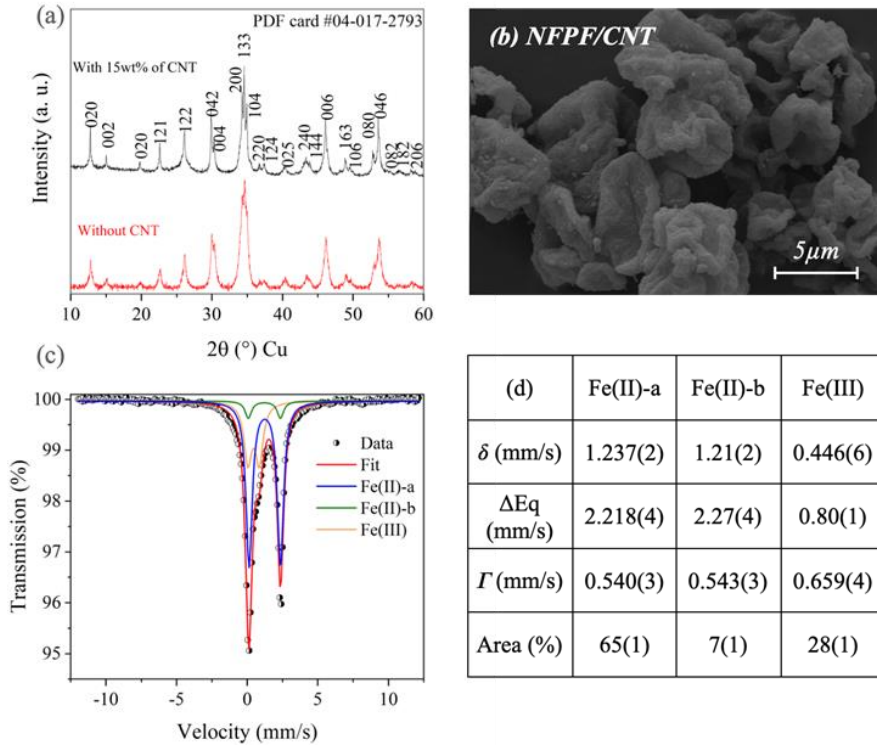 (a)
PDF card #04-017-2793
With 15wt% of CNT
020
002
020
121
122
042
004
200
133
104
220
124
025
240
144
006
163
106
080
046
082
182
206
Without CNT
Intensity (a. u.)
10 20 30 40 50 60
2θ (°) Cu
(b) NFPF/CNT
5µm
(c)
100
99
98
97
96
95
Transmission (%)
Data
Fit
Fe(II)-a
Fe(II)-b
Fe(III)
-10 -5 0 5 10
Velocity (mm/s)
(d) Fe(II)-a Fe(II)-b Fe(III)
δ (mm/s) 1.237(2) 1.21(2) 0.446(6)
ΔEq
(mm/s) 2.218(4) 2.27(4) 0.80(1)
Γ (mm/s) 0.540(3) 0.543(3) 0.659(4)
Area (%) 65(1) 7(1) 28(1)